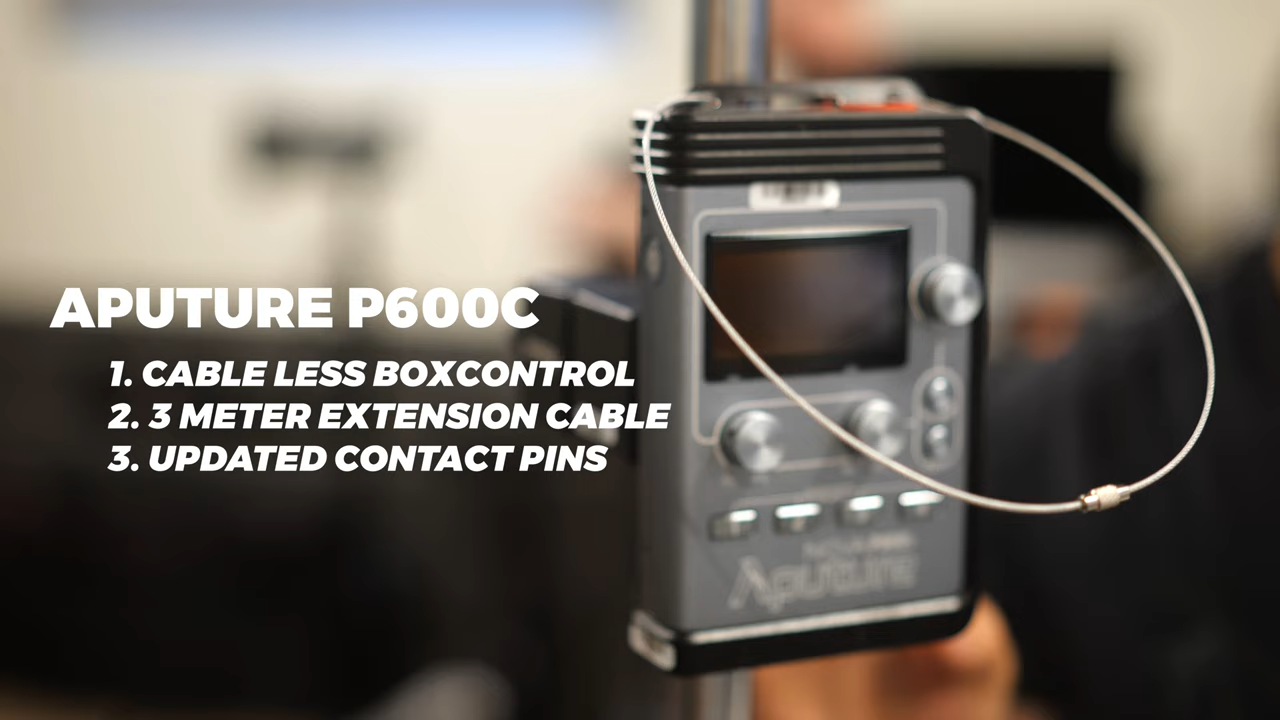 APUTURE P600C
1. CABLE LESS BOXCONTROL
2. 3 METER EXTENSION CABLE
3. UPDATED CONTACT PINS
Aputure